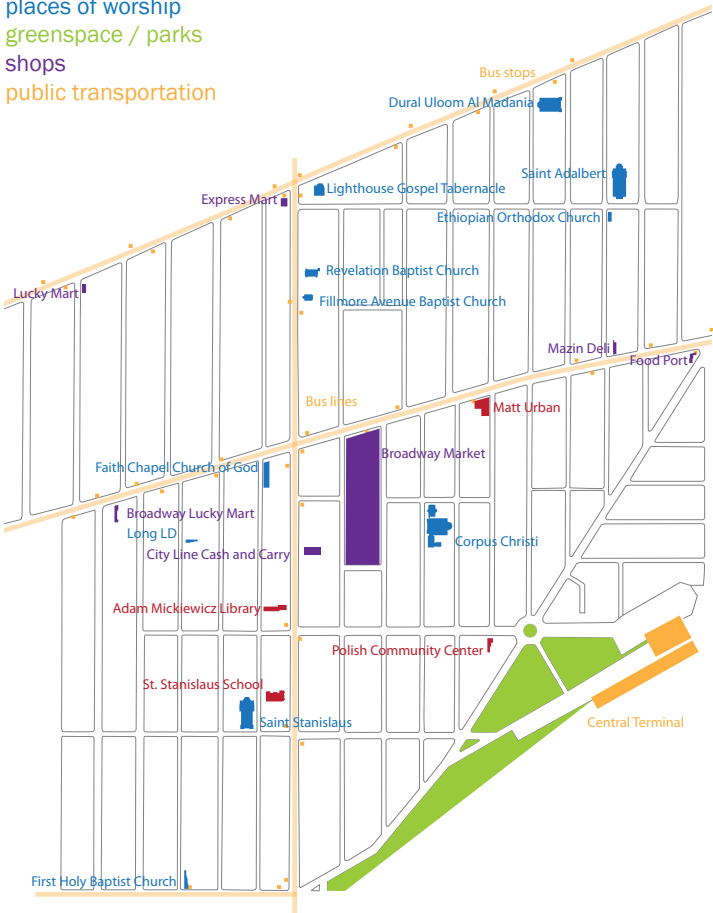 places of worship
greenspace / parks
shops
public transportation
Bus stops
Dural Uloom Al Madania
Saint Adalbert
Lighthouse Gospel Tabernacle
Express Mart
Ethiopian Orthodox Church
Revelation Baptist Church
Lucky Mart
Fillmore Avenue Baptist Church
Mazin Deli
Food Port
Bus lines
Matt Urban
Broadway Market
Faith Chapel Church of God
Broadway Lucky Mart
Long LD
Corpus Christi
City Line Cash and Carry
Adam Mickiewicz Library
Polish Community Center
St. Stanislaus School
Saint Stanislaus
Central Terminal
First Holy Baptist Church